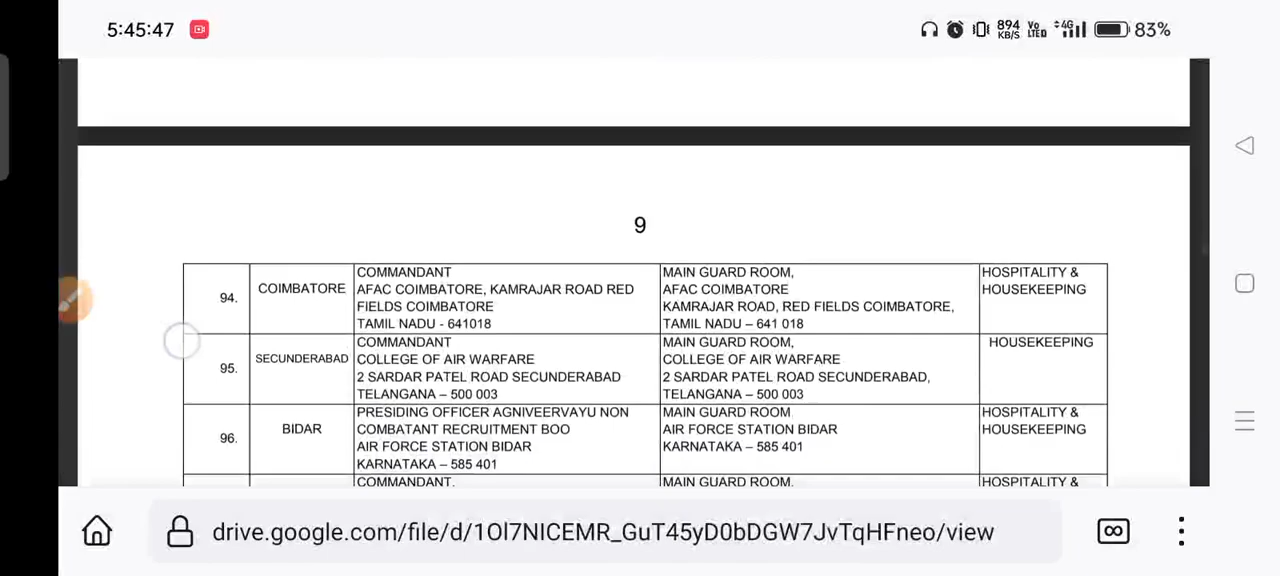 5:45:47 894 KB/S Vo LTE 4G 83%
9
94. COIMBATORE COMMANDANT MAIN GUARD ROOM, HOSPITALITY &
AFAC COIMBATORE, KAMRAJAR ROAD RED AFAC COIMBATORE HOUSEKEEPING
FIELDS COIMBATORE KAMRAJAR ROAD, RED FIELDS COIMBATORE,
TAMIL NADU - 641018 TAMIL NADU – 641 018
95. SECUNDERABAD COMMANDANT MAIN GUARD ROOM, HOUSEKEEPING
COLLEGE OF AIR WARFARE COLLEGE OF AIR WARFARE
2 SARDAR PATEL ROAD SECUNDERABAD 2 SARDAR PATEL ROAD SECUNDERABAD,
TELANGANA – 500 003 TELANGANA – 500 003
96. BIDAR PRESIDING OFFICER AGNIVEERVAYU NON MAIN GUARD ROOM HOSPITALITY &
COMBATANT RECRUITMENT BOO AIR FORCE STATION BIDAR HOUSEKEEPING
AIR FORCE STATION BIDAR KARNATAKA – 585 401
KARNATAKA – 585 401
COMMANDANT, MAIN GUARD ROOM, HOSPITALITY &
drive.google.com/file/d/1Ol7NICEMR_GuT45yD0bDGW7JvTqHFneo/view